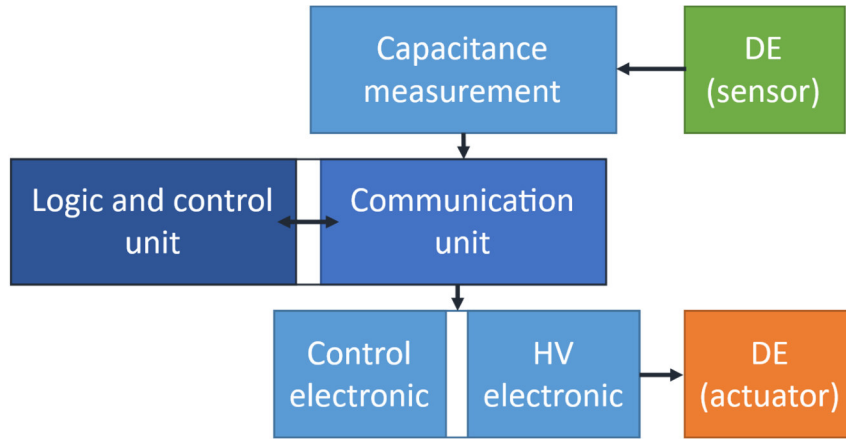 Capacitance
measurement
DE
(sensor)
Logic and control
unit
Communication
unit
Control
electronic
HV
electronic
DE
(actuator)